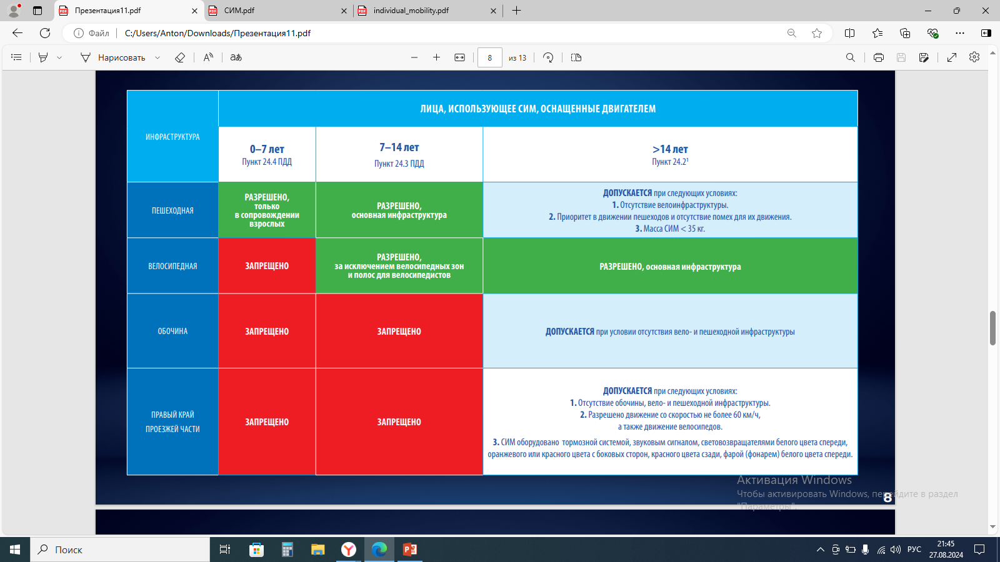 Презентация11.pdf
СИМ.pdf
individual_mobility.pdf
Файл
C:/Users/Anton/Downloads/Презентация11.pdf
Нарисовать
аあ
8
из 13
ИНФРАСТРУКТУРА
ЛИЦА, ИСПОЛЬЗУЮЩЕЕ СИМ, ОСНАЩЕННЫЕ ДВИГАТЕЛЕМ
0–7 лет
Пункт 24.4 ПДД
7–14 лет
Пункт 24.3 ПДД
>14 лет
Пункт 24.2¹
ПЕШЕХОДНАЯ
РАЗРЕШЕНО,
только
в сопровождении
взрослых
РАЗРЕШЕНО,
основная инфраструктура
ДОПУСКАЕТСЯ при следующих условиях:
1. Отсутствие велоинфраструктуры.
2. Приоритет в движении пешеходов и отсутствие помех для их движения.
3. Масса СИМ < 35 кг.
ВЕЛОСИПЕДНАЯ
ЗАПРЕЩЕНО
РАЗРЕШЕНО,
за исключением велосипедных зон
и полос для велосипедистов
РАЗРЕШЕНО, основная инфраструктура
ОБОЧИНА
ЗАПРЕЩЕНО
ЗАПРЕЩЕНО
ДОПУСКАЕТСЯ при условии отсутствия вело- и пешеходной инфраструктуры
ПРАВЫЙ КРАЙ
ПРОЕЗЖЕЙ ЧАСТИ
ЗАПРЕЩЕНО
ЗАПРЕЩЕНО
ДОПУСКАЕТСЯ при следующих условиях:
1. Отсутствие обочины, вело- и пешеходной инфраструктуры.
2. Разрешено движение со скоростью не более 60 км/ч,
а также движение велосипедов.
3. СИМ оборудовано тормозной системой, звуковым сигналом, световозвращателями белого цвета спереди,
оранжевого или красного цвета с боковых сторон, красного цвета сзади, фарой (фонарем) белого цвета спереди.
Активация Windows
Чтобы активировать Windows, перейдите в раздел
"Параметры".
8
Поиск
РУС
21:45
27.08.2024